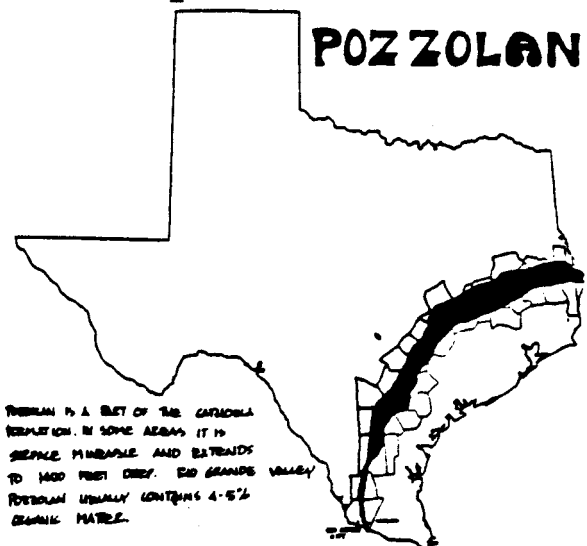 POZZOLAN
POZZOLAN IS A PART OF THE CATAHOULA
FORMATION. IN SOME AREAS IT IS
SURFACE MINEABLE AND EXTENDS
TO 1400 FEET DEEP. RIO GRANDE VALLEY
POZZOLAN USUALLY CONTAINS 4-5%
ORGANIC MATTER.